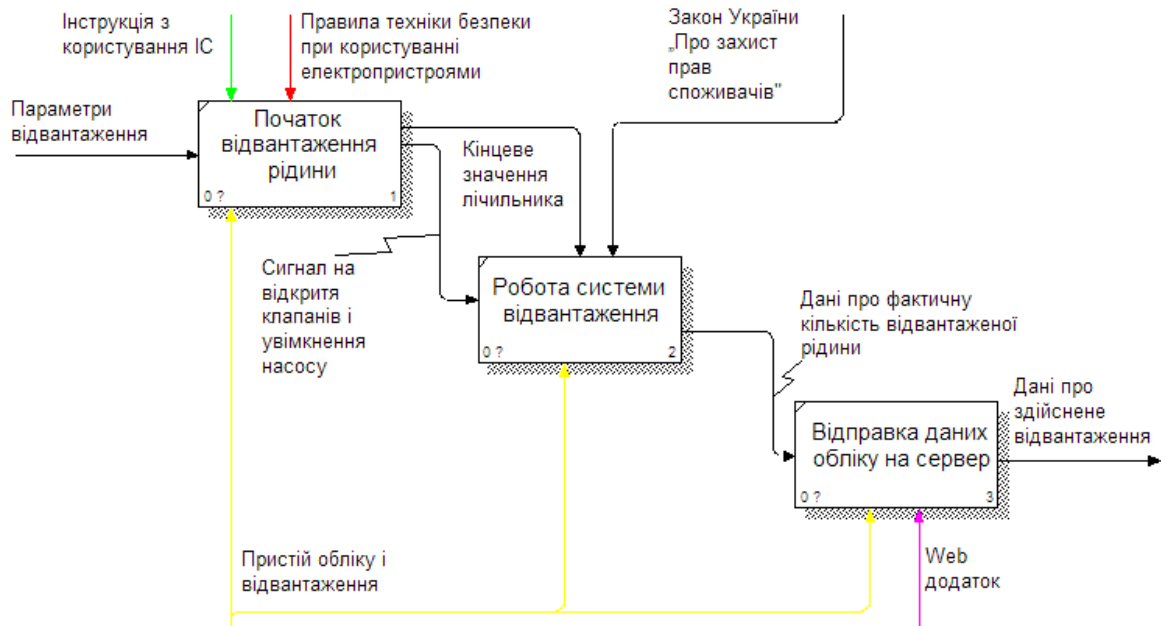 Інструкція з
користування ІС
Правила техніки безпеки
при користуванні
електропристроями
Закон України
„Про захист
прав
споживачів"
Параметри
відвантаження
Початок
відвантаження
рідини
0 ?
1
Кінцеве
значення
лічильника
Сигнал на
відкритя
клапанів і
увімкнення
насосу
Робота системи
відвантаження
0 ?
2
Дані про фактичну
кількість відвантаженої
рідини
Відправка даних
обліку на сервер
0 ?
3
Дані про
здійснене
відвантаження
Пристій обліку і
відвантаження
Web
додаток